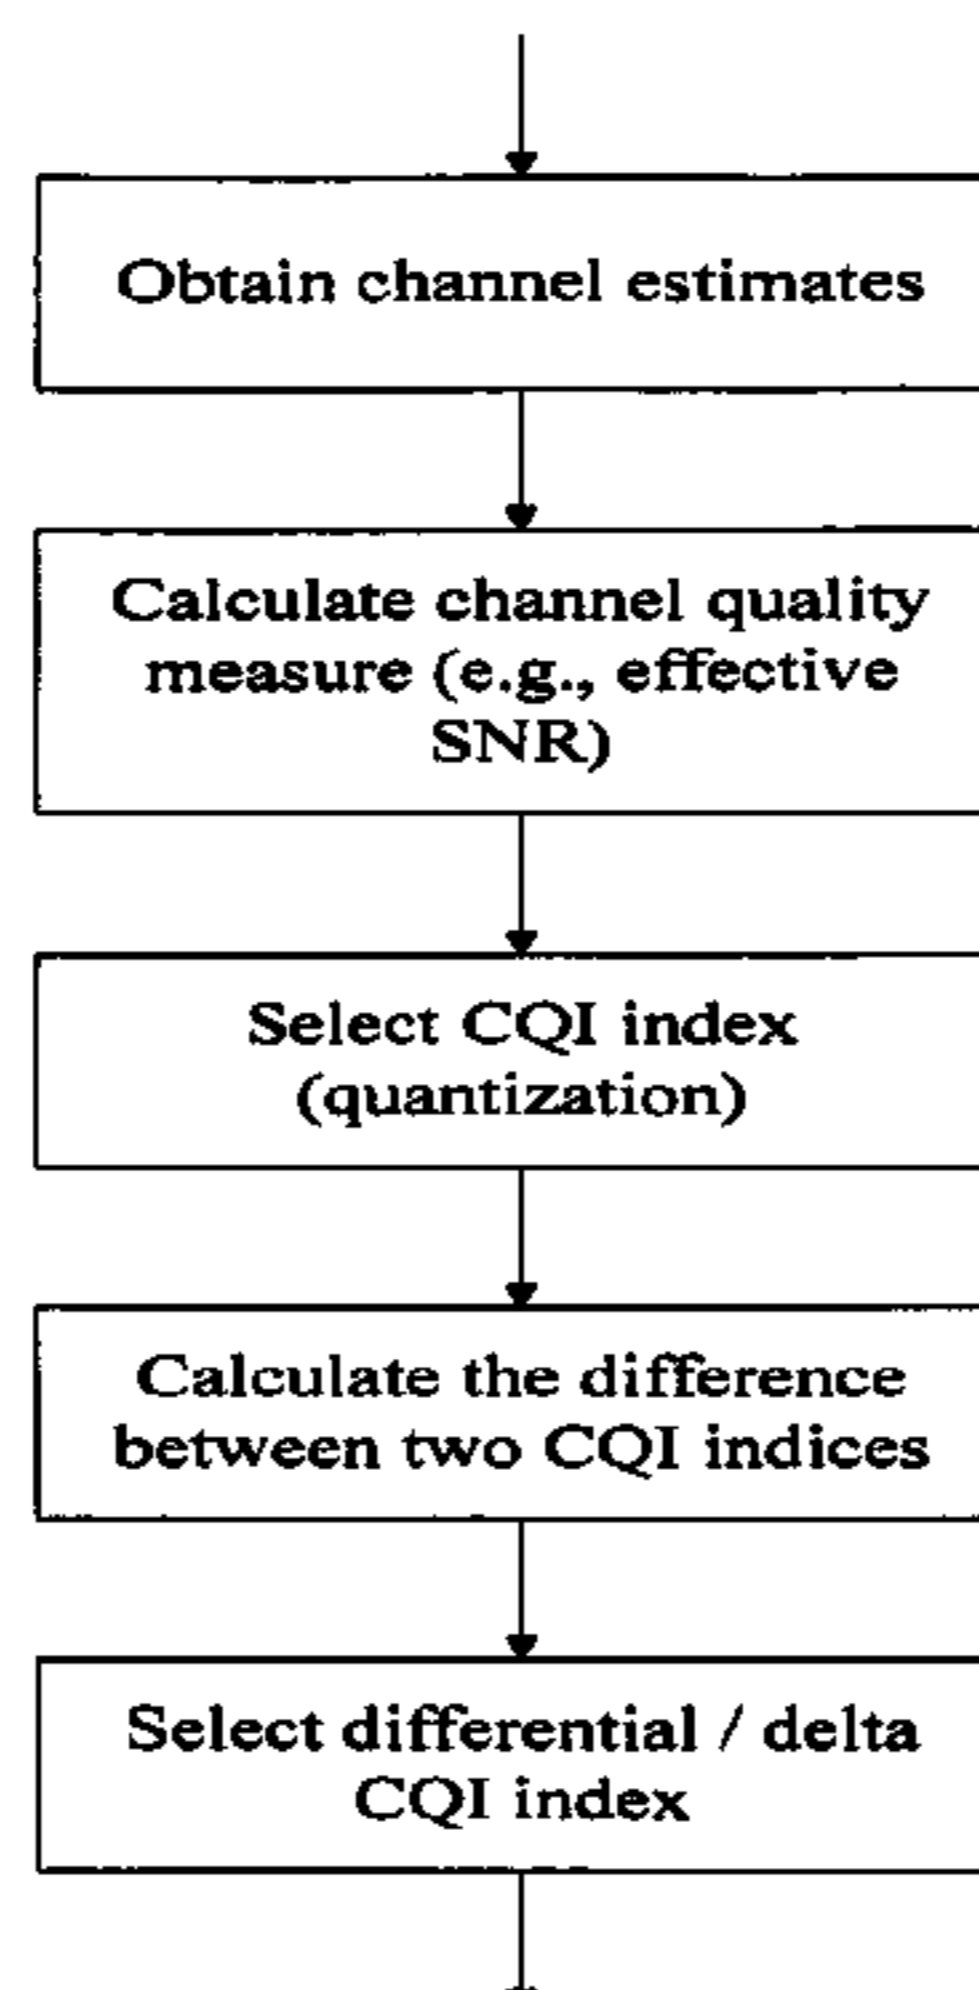 Obtain channel estimates
Calculate channel quality
measure (e.g., effective
SNR)
Select CQI index
(quantization)
Calculate the difference
between two CQI indices
Select differential / delta
CQI index